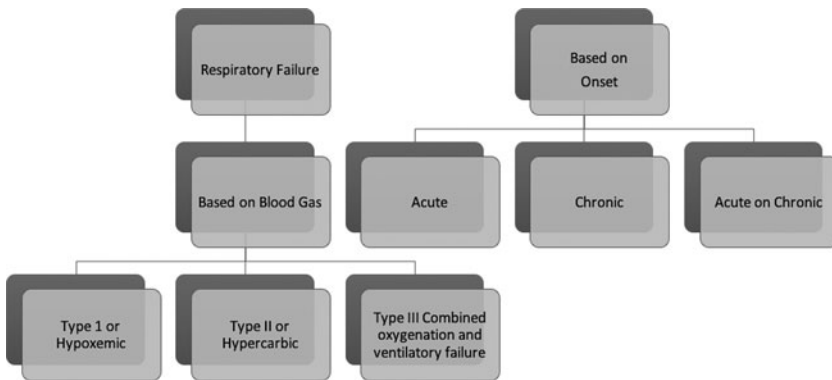 Respiratory Failure
Based on
Onset
Based on Blood Gas
Acute
Chronic
Acute on Chronic
Type 1 or
Hypoxemic
Type II or
Hypercarbic
Type III Combined
oxygenation and
ventilatory failure